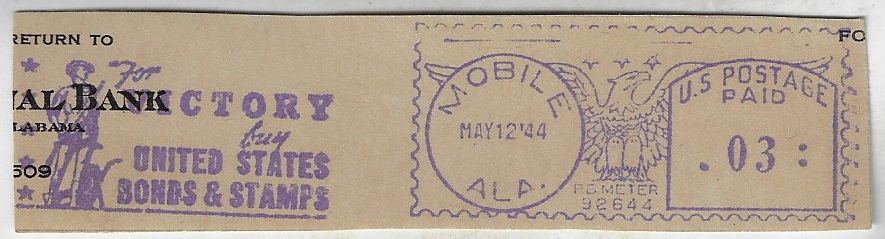 RETURN TO
For
NAL BANK
VICTORY
ALABAMA
buy
509
UNITED STATES
BONDS & STAMPS
MOBILE
MAY 12 '44
ALA.
P.B. METER
92644
U.S. POSTAGE
PAID
.03:
FO